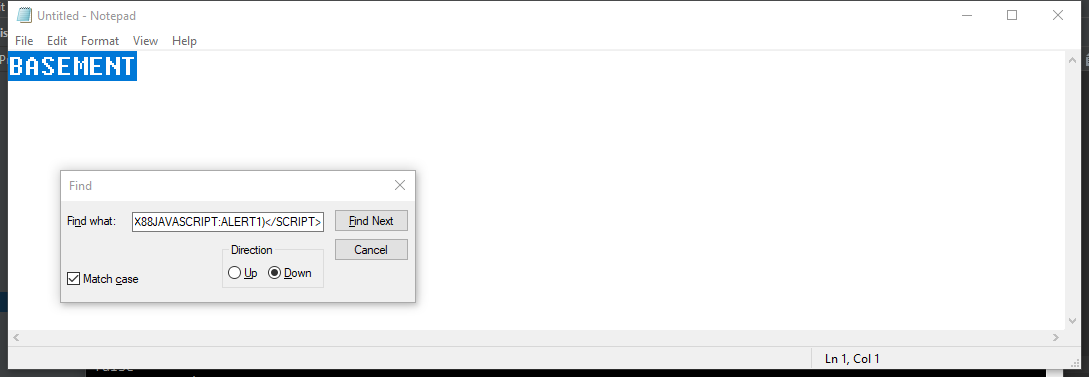 Untitled - Notepad
File Edit Format View Help
BASEMENT
Find
Find what: X88JAVASCRIPT:ALERT1)</SCRIPT> Find Next
Direction Cancel
Up Down
Match case
Ln 1, Col 1